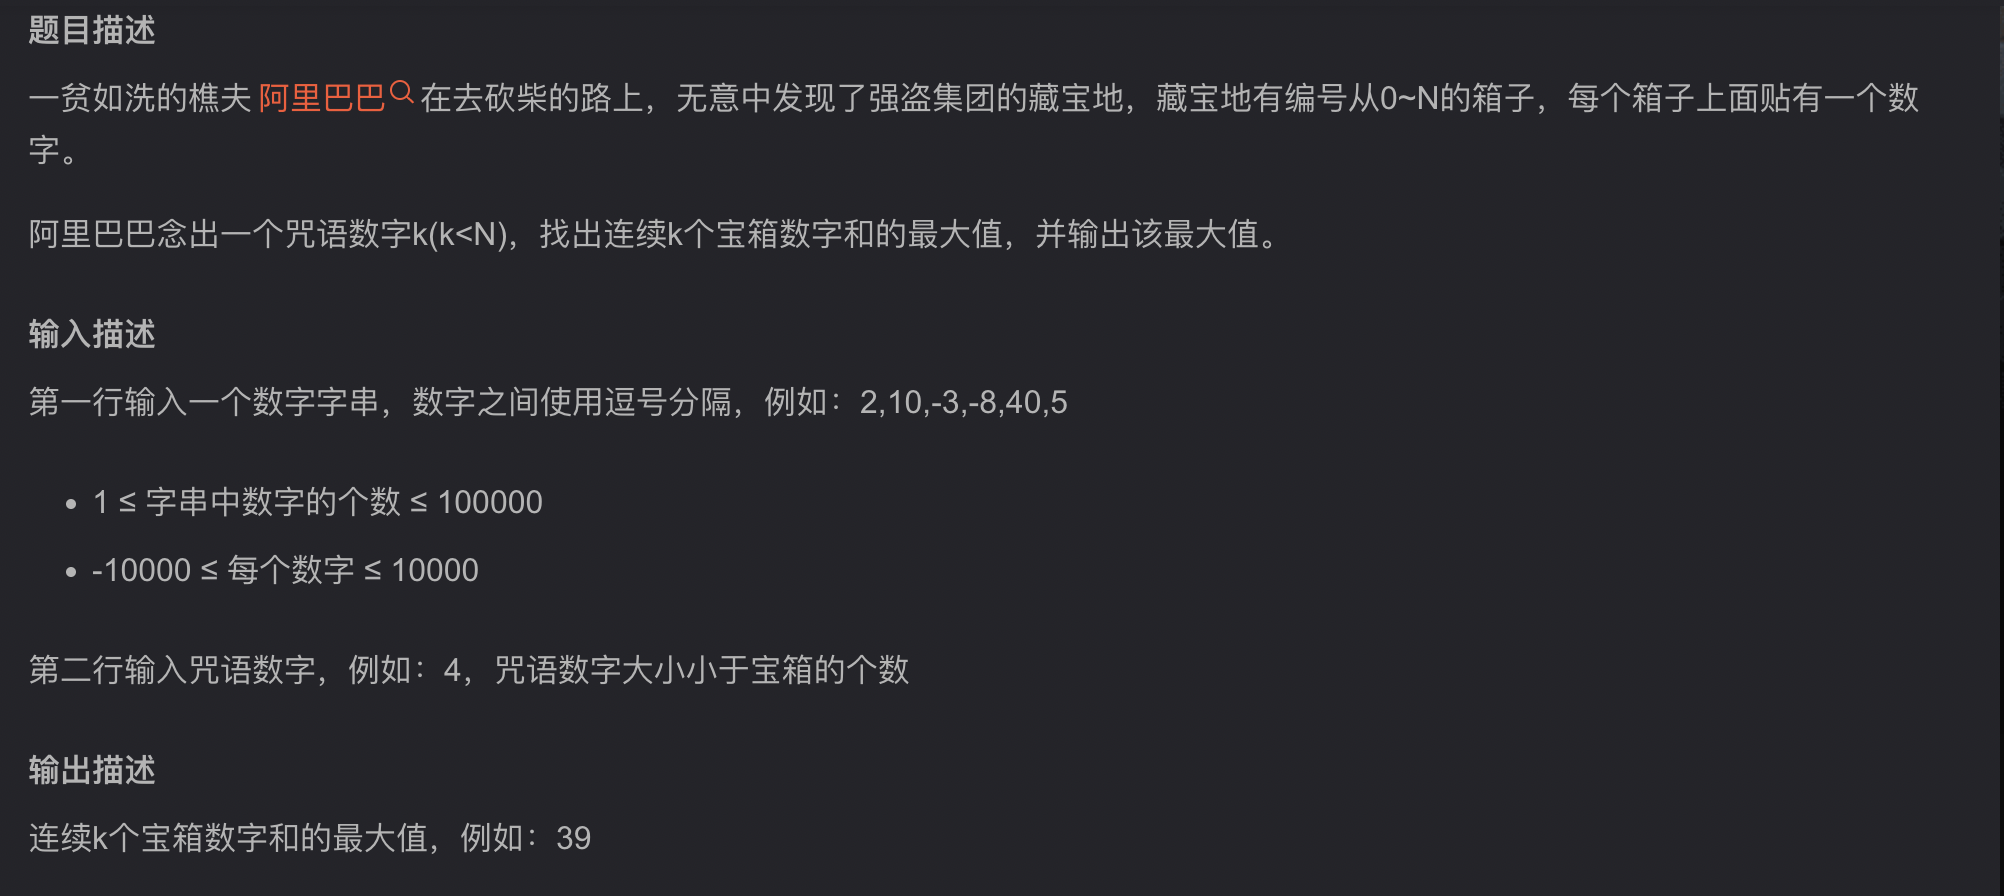 题目描述
一贫如洗的樵夫 阿里巴巴 在去砍柴的路上，无意中发现了强盗集团的藏宝地，藏宝地有编号从0~N的箱子，每个箱子上面贴有一个数
字。
阿里巴巴念出一个咒语数字k(k<N)，找出连续k个宝箱数字和的最大值，并输出该最大值。
输入描述
第一行输入一个数字字串，数字之间使用逗号分隔，例如：2,10,-3,-8,40,5
• 1 ≤ 字串中数字的个数 ≤ 100000
• -10000 ≤ 每个数字 ≤ 10000
第二行输入咒语数字，例如：4，咒语数字大小小于宝箱的个数
输出描述
连续k个宝箱数字和的最大值，例如：39